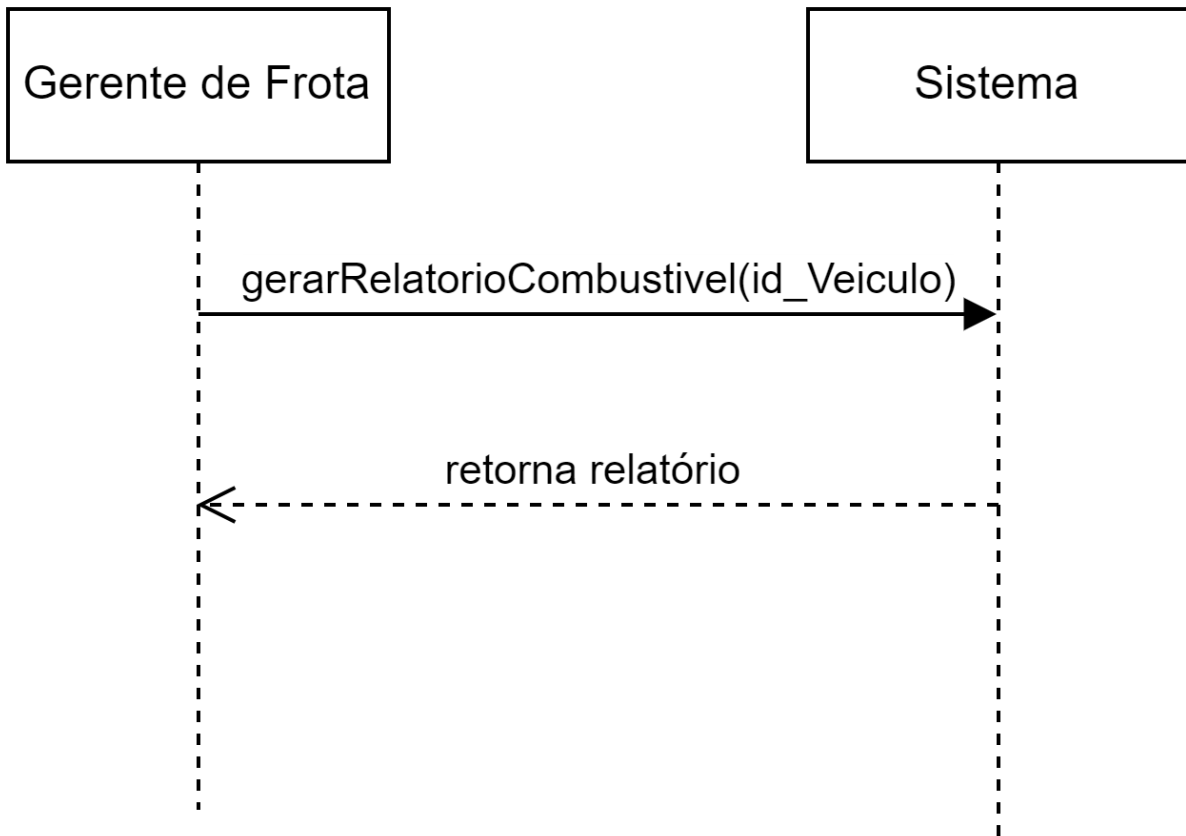 Gerente de Frota
Sistema
gerarRelatorioCombustivel(id_Veiculo)
retorna relatório